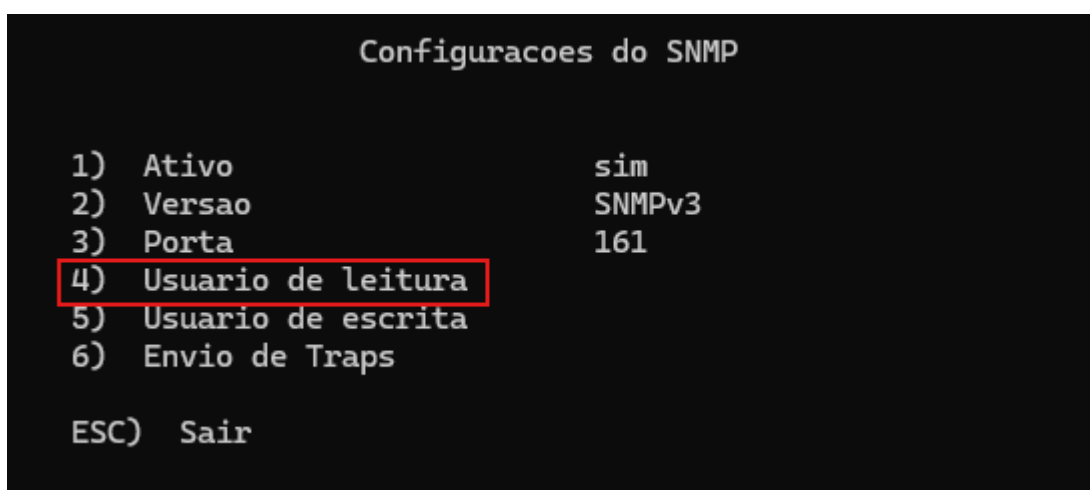 Configuracoes do SNMP
1) Ativo sim
2) Versao SNMPv3
3) Porta 161
4) Usuario de leitura
5) Usuario de escrita
6) Envio de Traps
ESC) Sair